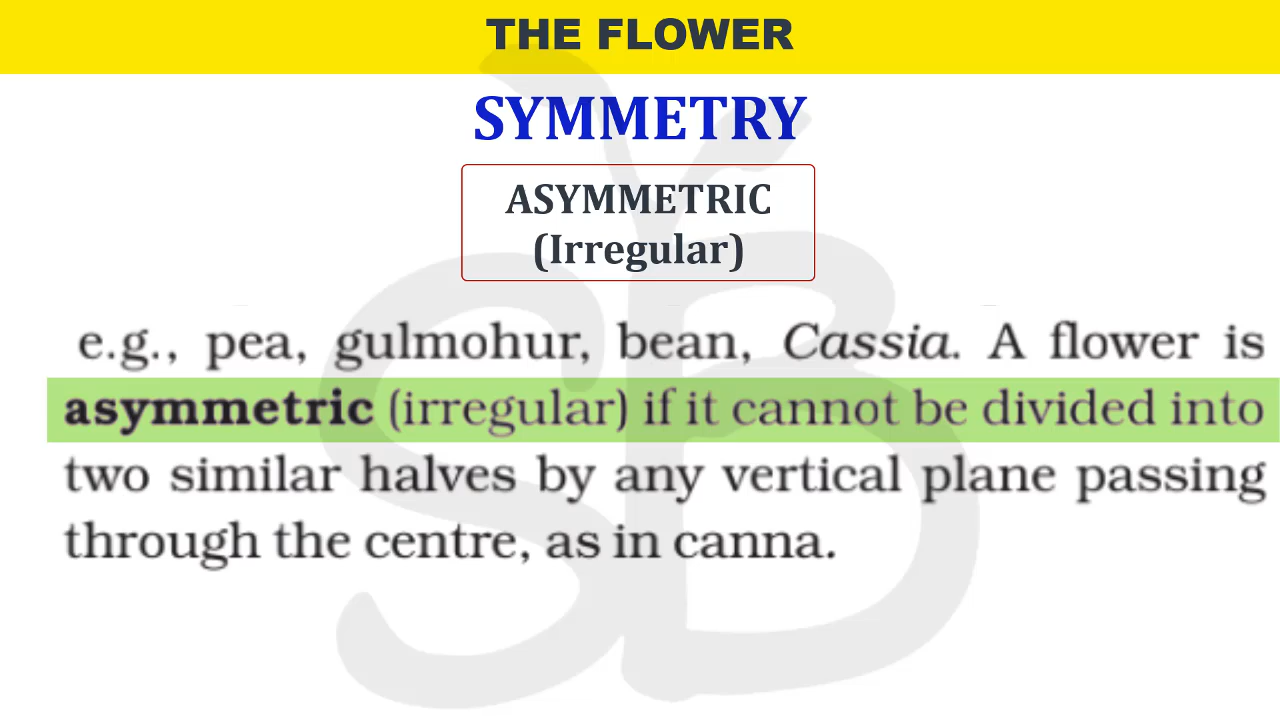 THE FLOWER
SYMMETRY
ASYMMETRIC
(Irregular)
e.g., pea, gulmohur, bean, Cassia. A flower is
asymmetric (irregular) if it cannot be divided into
two similar halves by any vertical plane passing
through the centre, as in canna.
SB